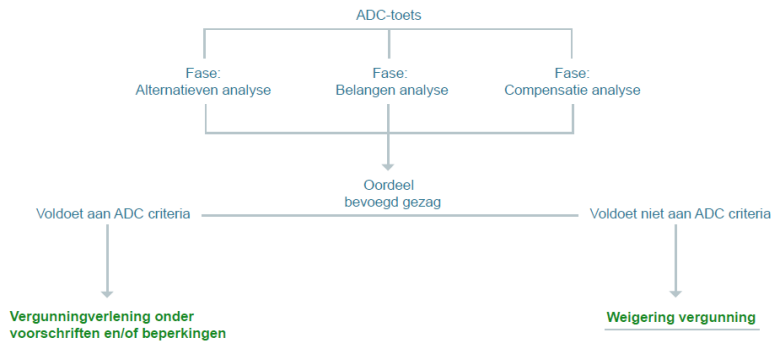 ADC-toets
Fase:
Alternatieven analyse
Fase:
Belangen analyse
Fase:
Compensatie analyse
Oordeel
bevoegd gezag
Voldoet aan ADC criteria
Voldoet niet aan ADC criteria
Vergunningverlening onder
voorschriften en/of beperkingen
Weigering vergunning